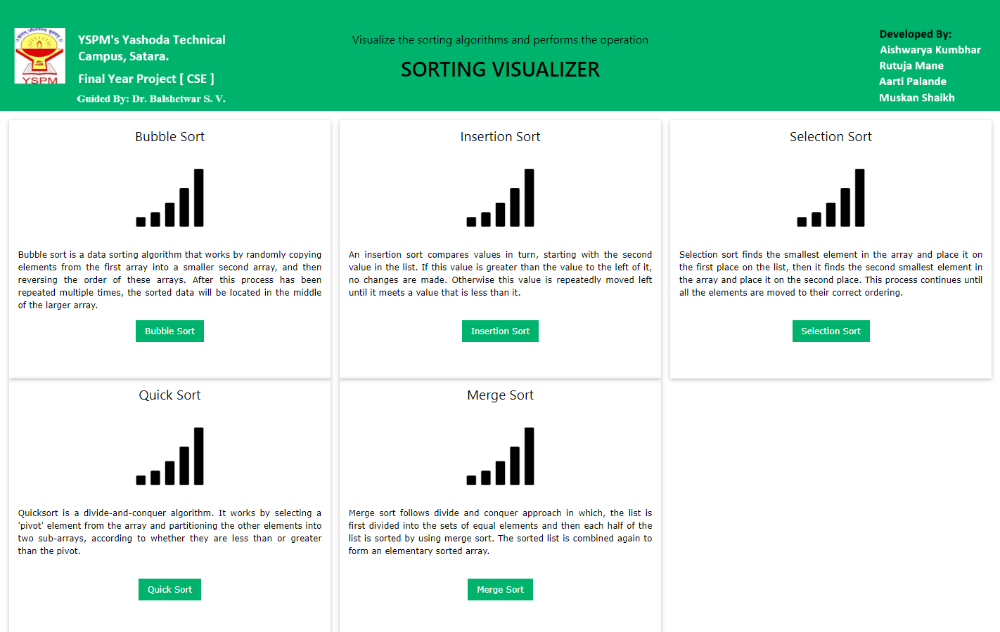 YSPM
YSPM's Yashoda Technical
Campus, Satara.
Final Year Project [ CSE ]
Guided By: Dr. Balshetwar S. V.
Visualize the sorting algorithms and performs the operation
SORTING VISUALIZER
Developed By:
Aishwarya Kumbhar
Rutuja Mane
Aarti Palande
Muskan Shaikh
Bubble Sort
Bubble sort is a data sorting algorithm that works by randomly copying
elements from the first array into a smaller second array, and then
reversing the order of these arrays. After this process has been
repeated multiple times, the sorted data will be located in the middle
of the larger array.
Bubble Sort
Insertion Sort
An insertion sort compares values in turn, starting with the second
value in the list. If this value is greater than the value to the left of it,
no changes are made. Otherwise this value is repeatedly moved left
until it meets a value that is less than it.
Insertion Sort
Selection Sort
Selection sort finds the smallest element in the array and place it on
the first place on the list, then it finds the second smallest element in
the array and place it on the second place. This process continues until
all the elements are moved to their correct ordering.
Selection Sort
Quick Sort
Quicksort is a divide-and-conquer algorithm. It works by selecting a
'pivot' element from the array and partitioning the other elements into
two sub-arrays, according to whether they are less than or greater
than the pivot.
Quick Sort
Merge Sort
Merge sort follows divide and conquer approach in which, the list is
first divided into the sets of equal elements and then each half of the
list is sorted by using merge sort. The sorted list is combined again to
form an elementary sorted array.
Merge Sort